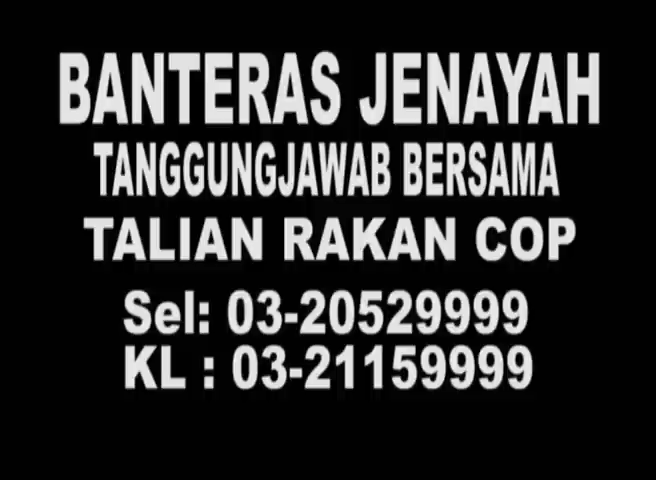 BANTERAS JENAYAH
TANGGUNGJAWAB BERSAMA
TALIAN RAKAN COP
Sel: 03-20529999
KL : 03-21159999